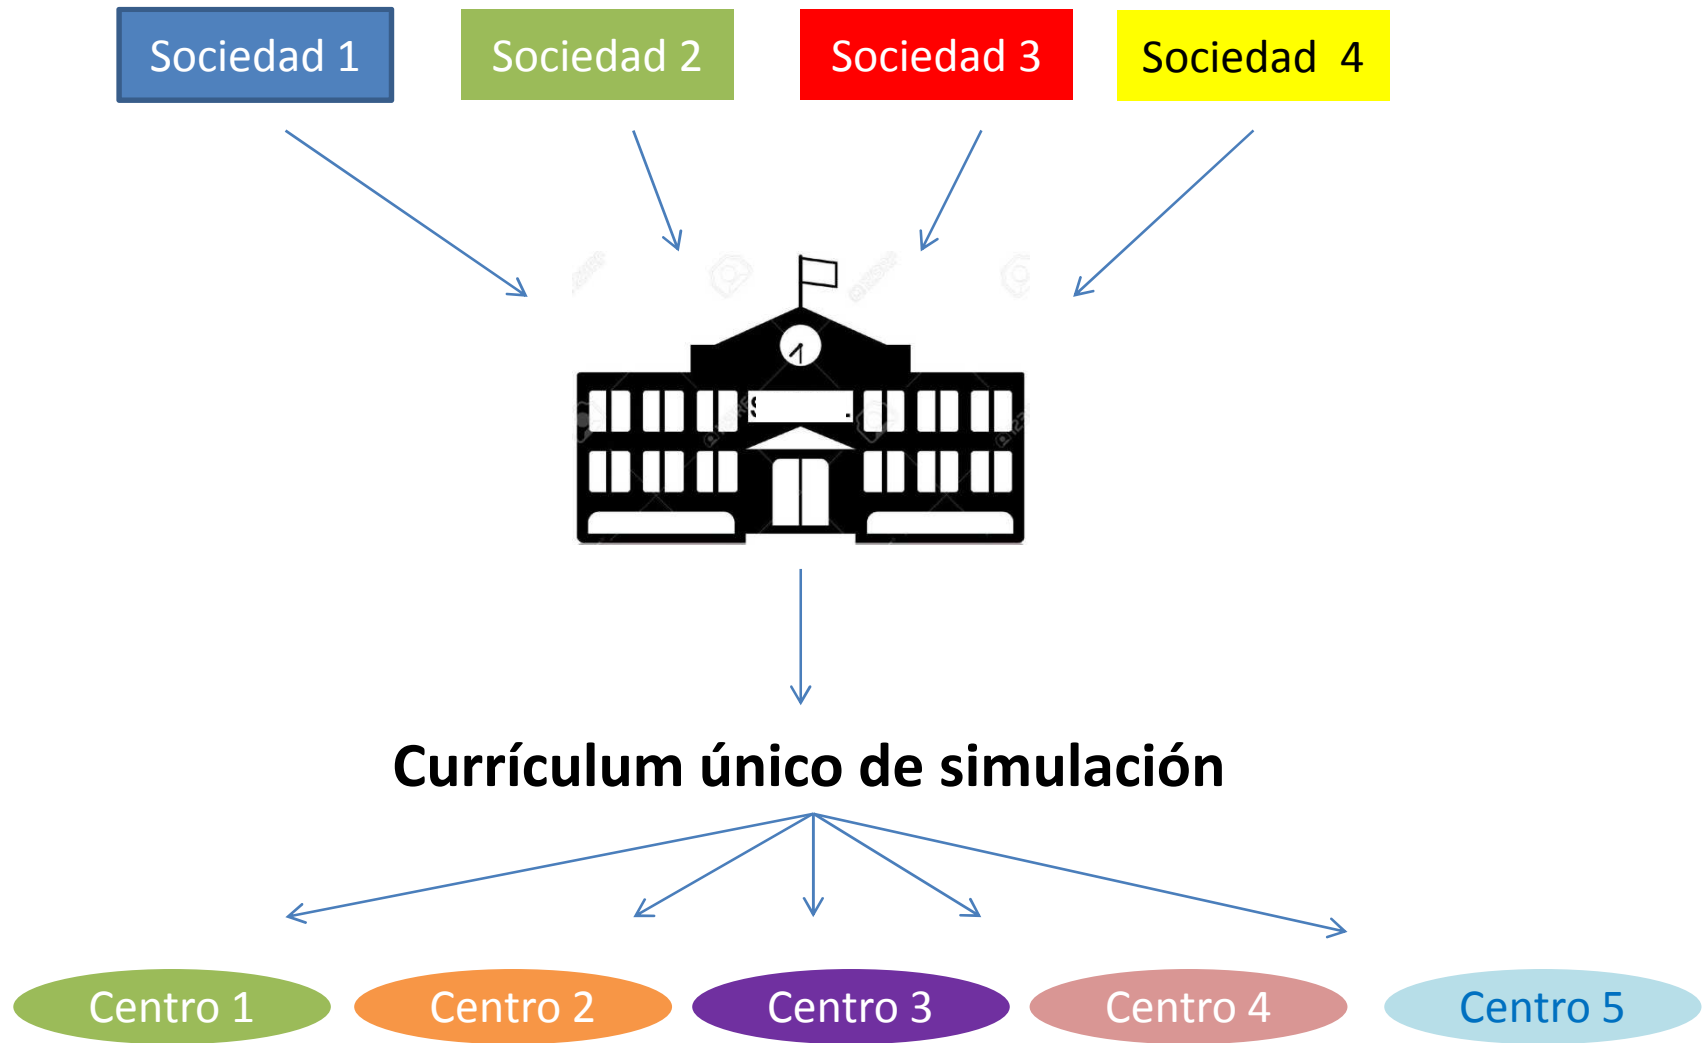 Sociedad 1
Sociedad 2
Sociedad 3
Sociedad 4
Currículum único de simulación
Centro 1
Centro 2
Centro 3
Centro 4
Centro 5